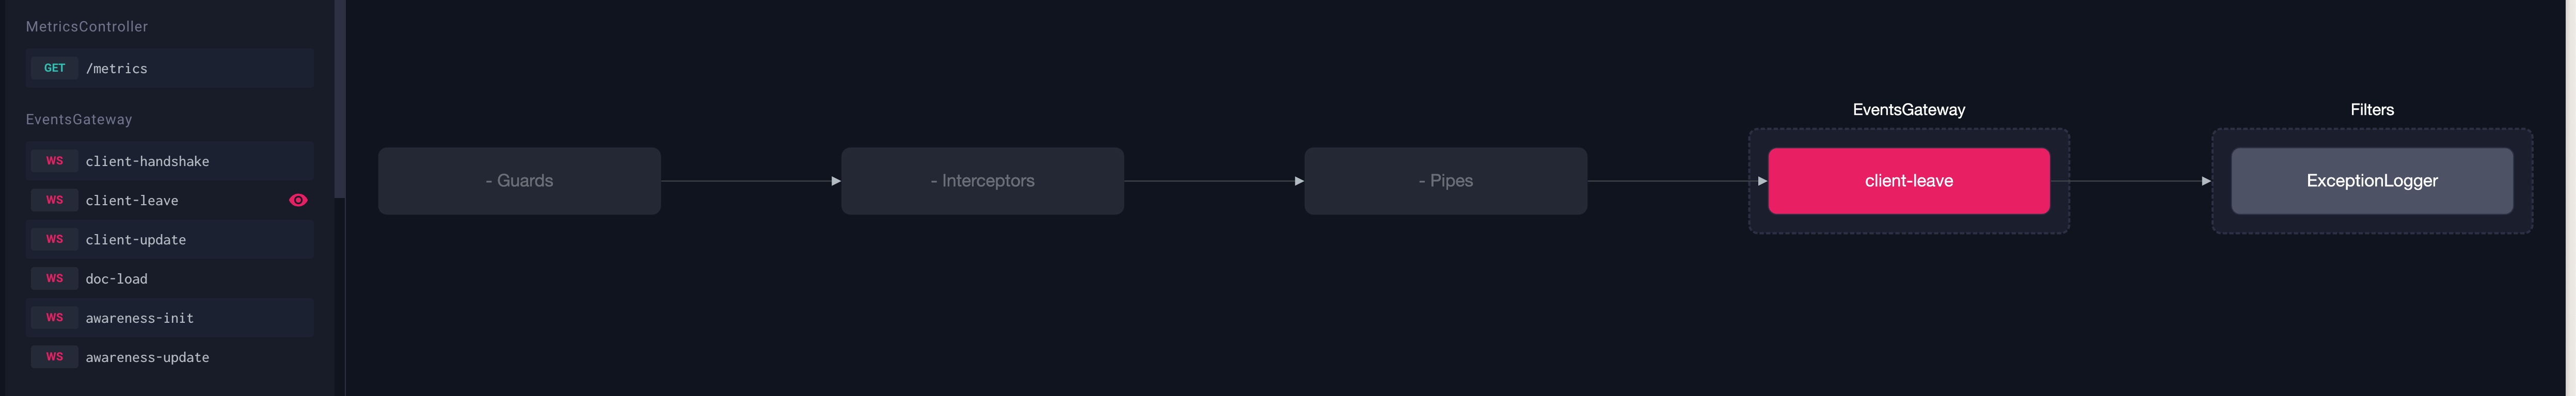 MetricsController
GET /metrics
EventsGateway
WS client-handshake
WS client-leave
WS client-update
WS doc-load
WS awareness-init
WS awareness-update
- Guards
- Interceptors
- Pipes
EventsGateway
client-leave
Filters
ExceptionLogger